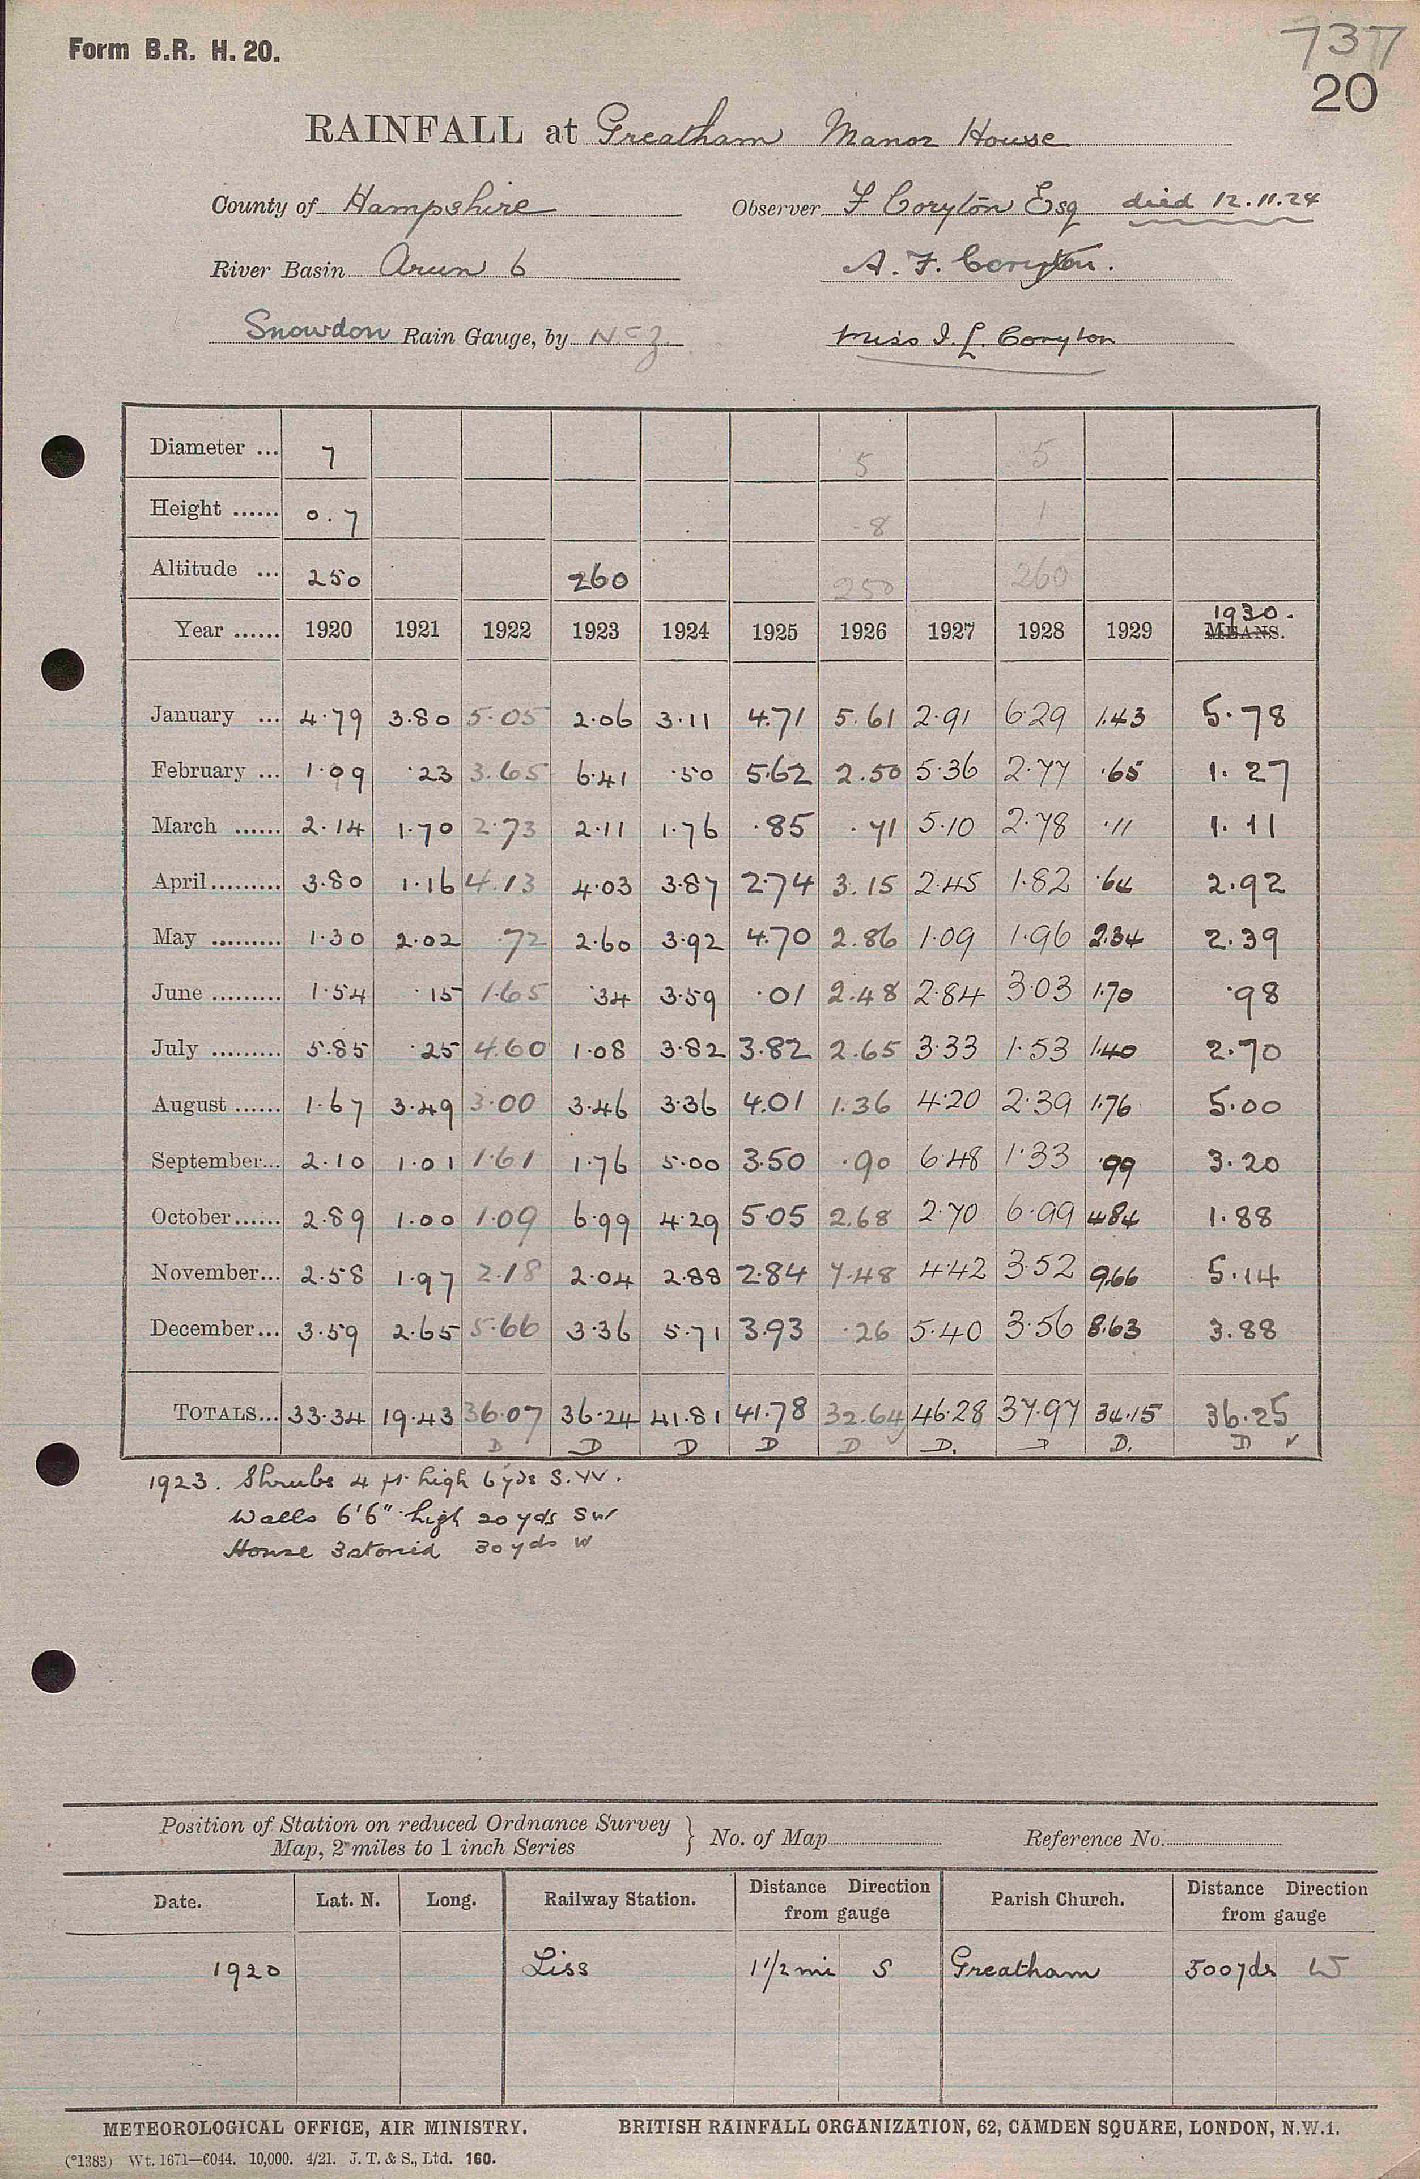 Form B.R. H. 20.
737
20
RAINFALL at Greatham Manor House
County of Hampshire Observer F Coryton Esq died 12.11.24
River Basin Arun 6 A. F. Coryton.
Snowdon Rain Gauge, by N & Z. Miss I. L. Coryton
Diameter ... 7 5 5
Height ...... 0.7 .8 1
Altitude ... 250 260 250 260
Year ...... 1920 1921 1922 1923 1924 1925 1926 1927 1928 1929 1930. MEANS.
January ... 4.79 3.80 5.05 2.06 3.11 4.71 5.61 2.91 6.29 1.43 5.78
February ... 1.09 .23 3.65 6.41 .50 5.62 2.50 5.36 2.77 .65 1.27
March ...... 2.14 1.70 2.73 2.11 1.76 .85 .71 5.10 2.78 .11 1.11
April......... 3.80 1.16 4.13 4.03 3.87 2.74 3.15 2.45 1.82 .64 2.92
May ......... 1.30 2.02 .72 2.60 3.92 4.70 2.86 1.09 1.96 2.34 2.39
June ......... 1.54 .15 1.65 .34 3.59 .01 2.48 2.84 3.03 1.70 .98
July ......... 5.85 .25 4.60 1.08 3.82 3.82 2.65 3.33 1.53 1.40 2.70
August ...... 1.67 3.49 3.00 3.46 3.36 4.01 1.36 4.20 2.39 1.76 5.00
September... 2.10 1.01 1.61 1.76 5.00 3.50 .90 6.48 1.33 .99 3.20
October...... 2.89 1.00 1.09 6.99 4.29 5.05 2.68 2.70 6.99 4.84 1.88
November... 2.58 1.97 2.18 2.04 2.88 2.84 7.48 4.42 3.52 9.66 5.14
December... 3.59 2.65 5.66 3.36 5.71 3.93 .26 5.40 3.56 8.63 3.88
TOTALS... 33.34 19.43 36.07 36.24 41.81 41.78 32.64 46.28 37.97 34.15 36.25
D D D D D ✓ D. D D. D ✓
1923. Shrubs 4 ft high 6 yds S.W.
Walls 6'6" high 20 yds SW
House 3 storied 30 yds W
Position of Station on reduced Ordnance Survey
Map, 2 miles to 1 inch Series } No. of Map Reference No.
Date. Lat. N. Long. Railway Station. Distance Direction from gauge Parish Church. Distance Direction from gauge
1920 Liss 1 1/2 mi S Greatham 500 yds W
METEOROLOGICAL OFFICE, AIR MINISTRY. BRITISH RAINFALL ORGANIZATION, 62, CAMDEN SQUARE, LONDON, N.W.1.
(*1383) Wt. 1671—6044. 10,000. 4/21. J. T. & S., Ltd. 160.